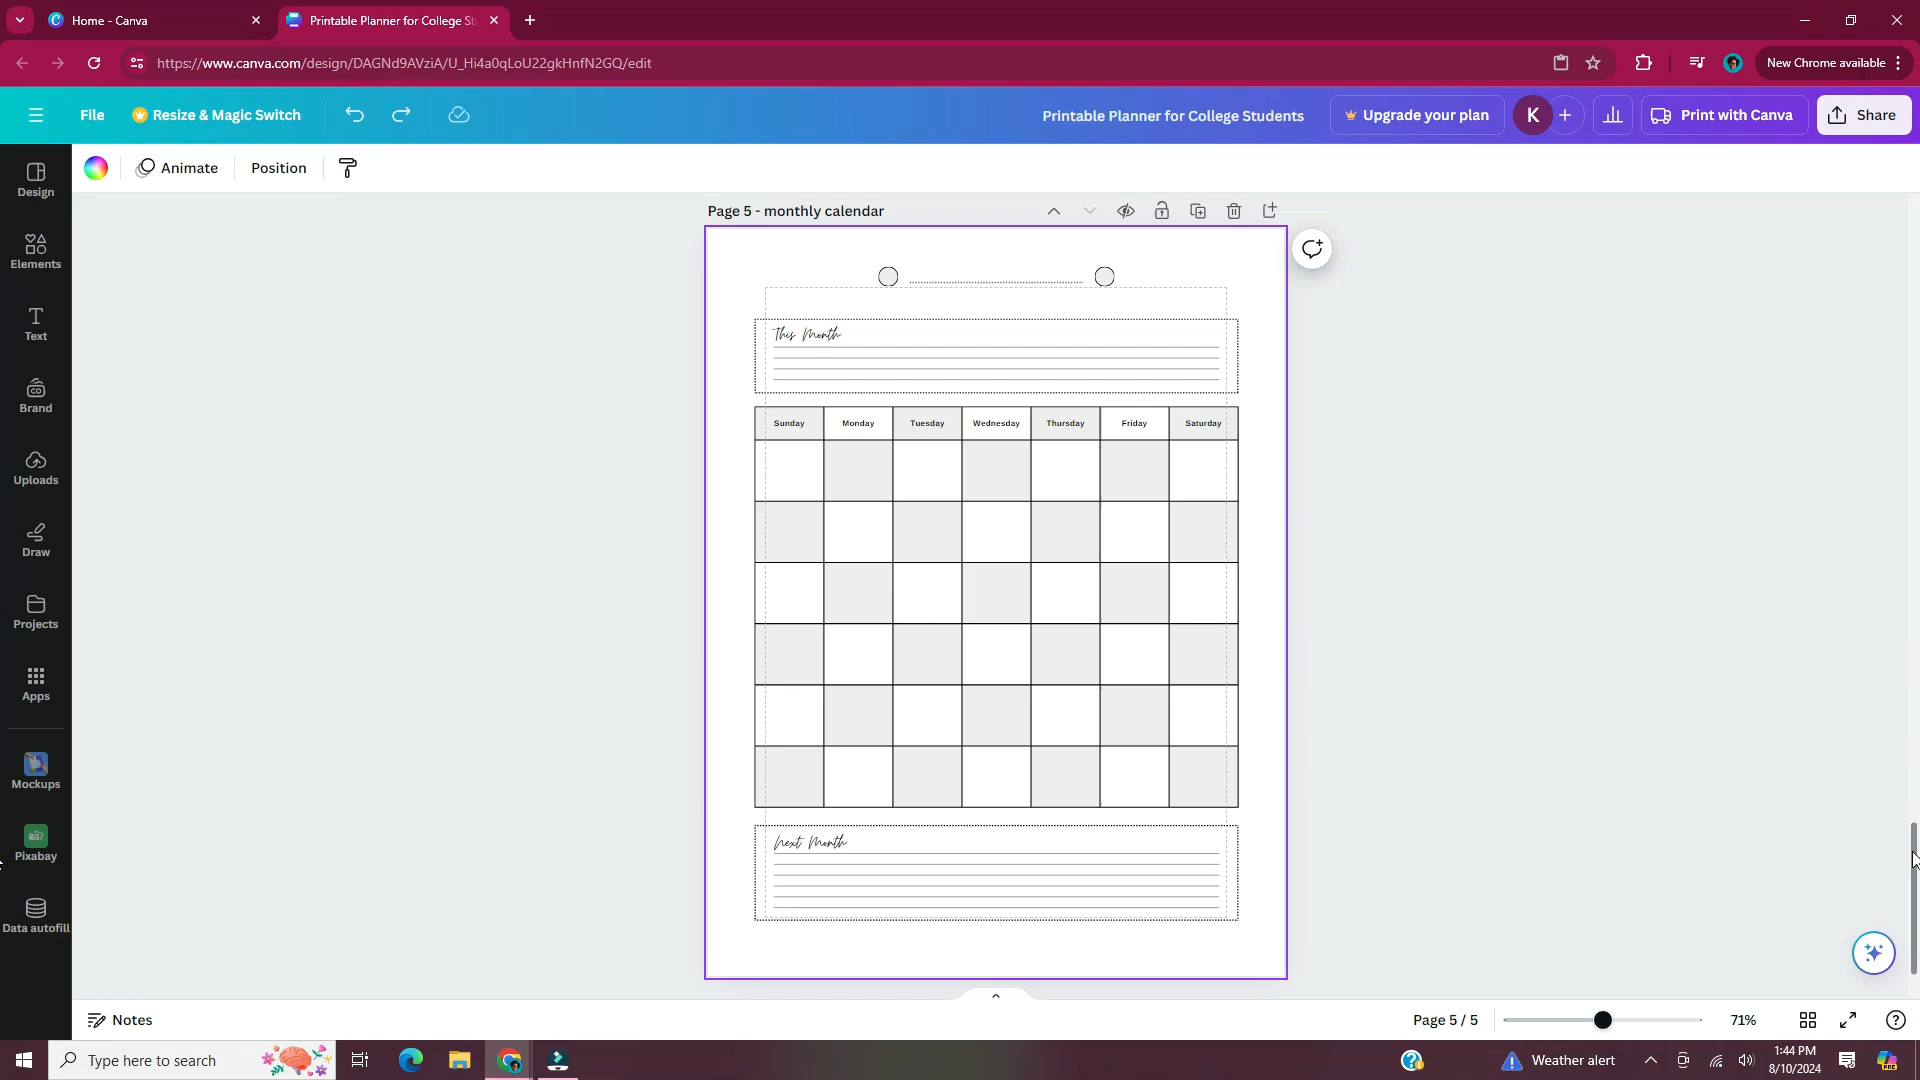 Home - Canva
Printable Planner for College St
https://www.canva.com/design/DAGNd9AVziA/U_Hi4a0qLoU22gkHnfN2GQ/edit
New Chrome available
File
Resize & Magic Switch
Printable Planner for College Students
Upgrade your plan
K
Print with Canva
Share
Animate
Position
Design
Elements
Text
Brand
Uploads
Draw
Projects
Apps
Mockups
Pixabay
Data autofill
Page 5 - monthly calendar
This Month
Sunday Monday Tuesday Wednesday Thursday Friday Saturday
Next Month
Notes
Page 5 / 5
71%
Type here to search
Weather alert
1:44 PM
8/10/2024